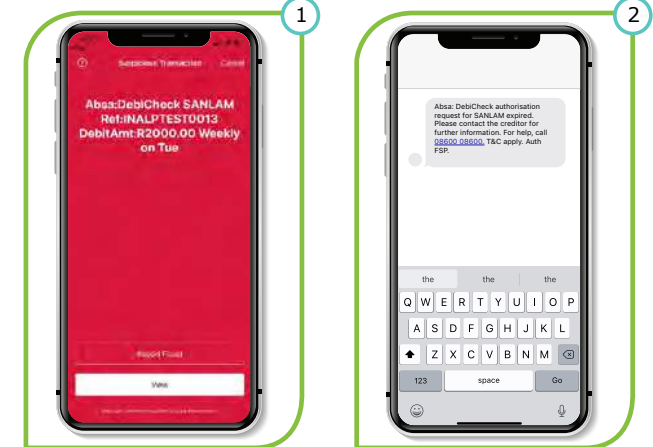 1
Suspicious Transaction Cancel
Absa:DebiCheck SANLAM
Ref:INALPTEST0013
DebitAmt:R2000.00 Weekly
on Tue
Report Fraud
View
2
Absa: DebiCheck authorisation
request for SANLAM expired.
Please contact the creditor for
further information. For help, call
08600 08600. T&C apply. Auth
FSP.
the the the
Q W E R T Y U I O P
A S D F G H J K L
Z X C V B N M
123 space Go